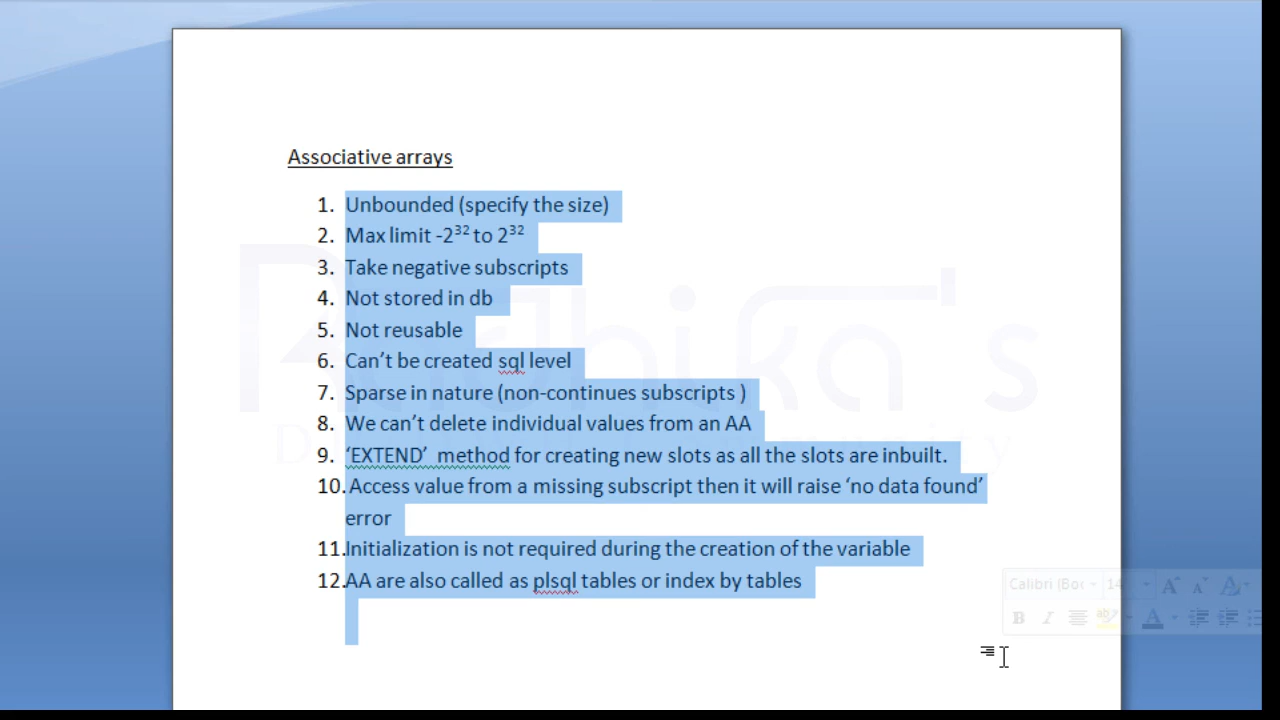 Associative arrays
1. Unbounded (specify the size)
2. Max limit -2³² to 2³²
3. Take negative subscripts
4. Not stored in db
5. Not reusable
6. Can’t be created sql level
7. Sparse in nature (non-continues subscripts )
8. We can’t delete individual values from an AA
9. ‘EXTEND’ method for creating new slots as all the slots are inbuilt.
10. Access value from a missing subscript then it will raise ‘no data found’
error
11. Initialization is not required during the creation of the variable
12. AA are also called as plsql tables or index by tables
Calibri (Bo 14
B I A